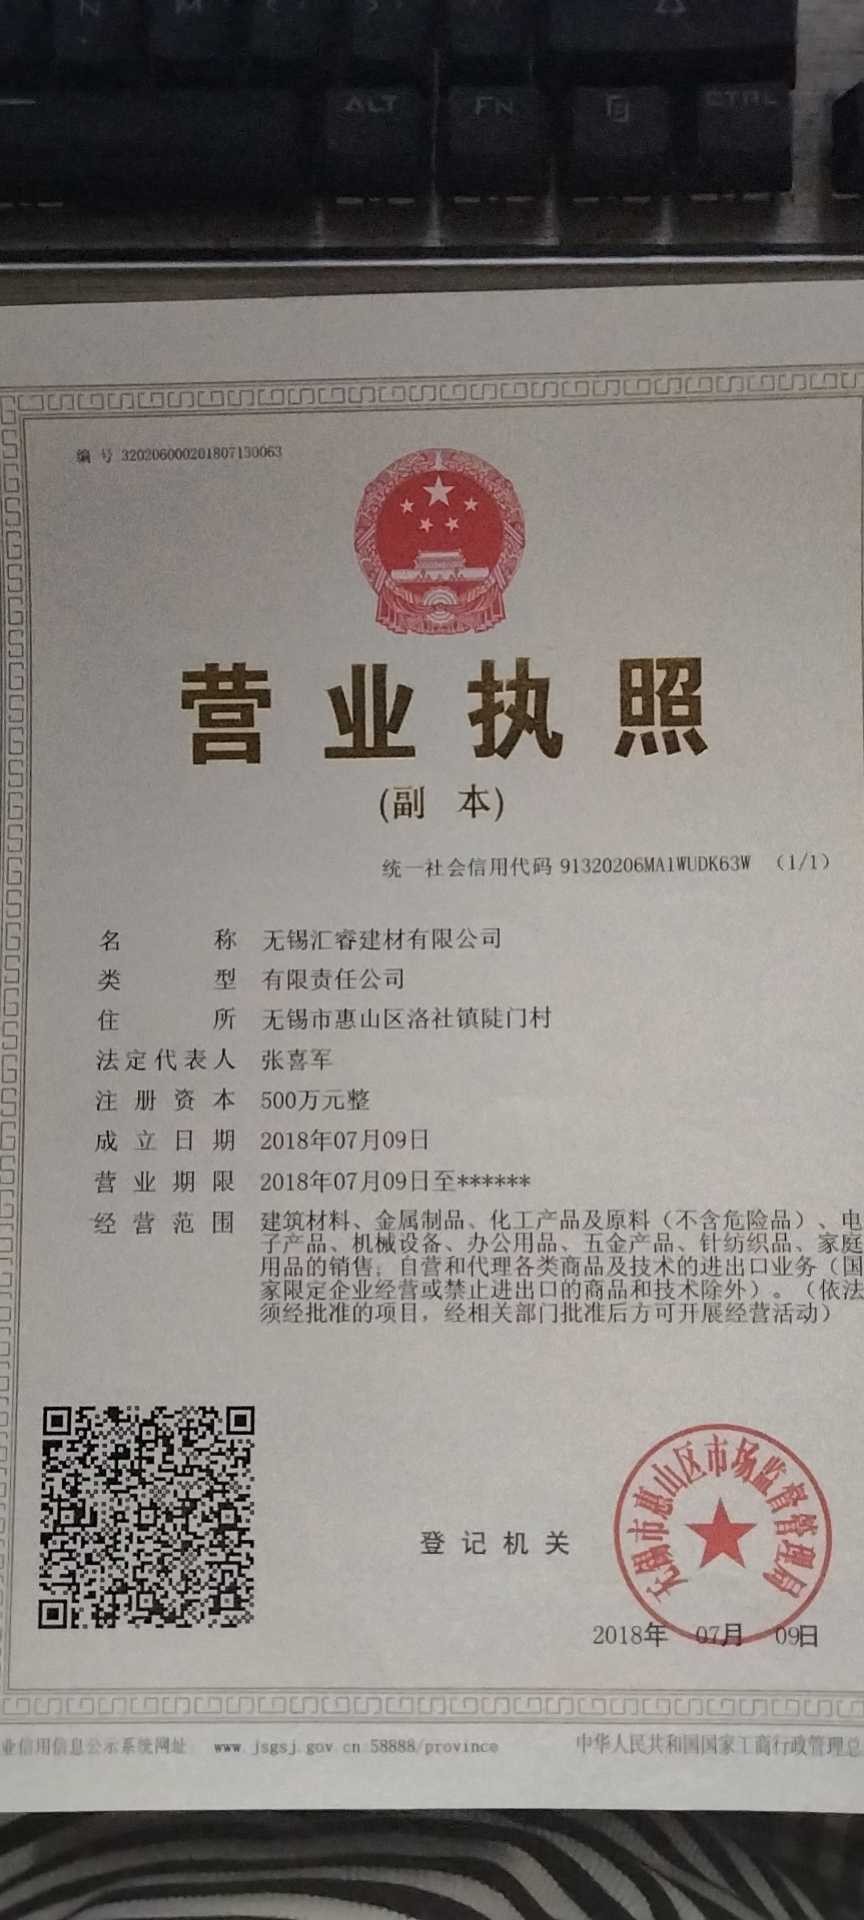 N M
ALT FN CTRL
编 号 320206000201807130063
营业执照
(副 本)
统一社会信用代码 91320206MA1WUDK63W (1/1)
名 称 无锡汇睿建材有限公司
类 型 有限责任公司
住 所 无锡市惠山区洛社镇陡门村
法定代表人 张喜军
注册资本 500万元整
成立日期 2018年07月09日
营业期限 2018年07月09日至******
经营范围 建筑材料、金属制品、化工产品及原料（不含危险品）、电
子产品、机械设备、办公用品、五金产品、针纺织品、家庭
用品的销售；自营和代理各类商品及技术的进出口业务（国
家限定企业经营或禁止进出口的商品和技术除外）。（依法
须经批准的项目，经相关部门批准后方可开展经营活动）
无锡市惠山区市场监督管理局
登记机关
2018年 07月 09日
业信用信息公示系统网址 www.jsgsj.gov.cn:58888/province 中华人民共和国国家工商行政管理总